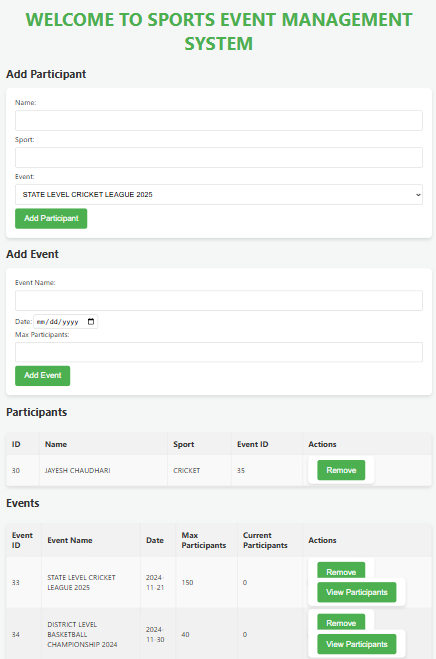 WELCOME TO SPORTS EVENT MANAGEMENT
SYSTEM
Add Participant
Name:
Sport:
Event:
STATE LEVEL CRICKET LEAGUE 2025
Add Participant
Add Event
Event Name:
Date: mm/dd/yyyy
Max Participants:
Add Event
Participants
ID Name Sport Event ID Actions
30 JAYESH CHAUDHARI CRICKET 35 Remove
Events
Event ID Event Name Date Max Participants Current Participants Actions
33 STATE LEVEL CRICKET LEAGUE 2025 2024-11-21 150 0 Remove
View Participants
34 DISTRICT LEVEL BASKETBALL CHAMPIONSHIP 2024 2024-11-30 40 0 Remove
View Participants